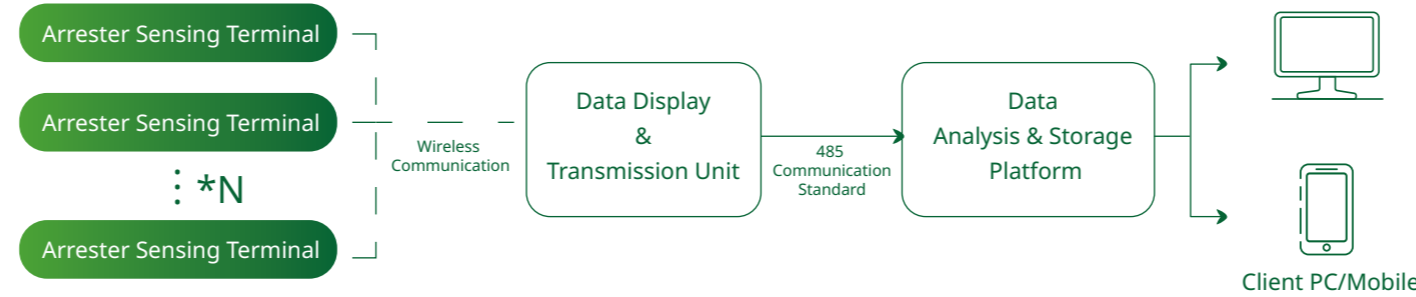 Arrester Sensing Terminal
Arrester Sensing Terminal
*N
Arrester Sensing Terminal
Wireless
Communication
Data Display
&
Transmission Unit
485
Communication
Standard
Data
Analysis & Storage
Platform
Client PC/Mobile